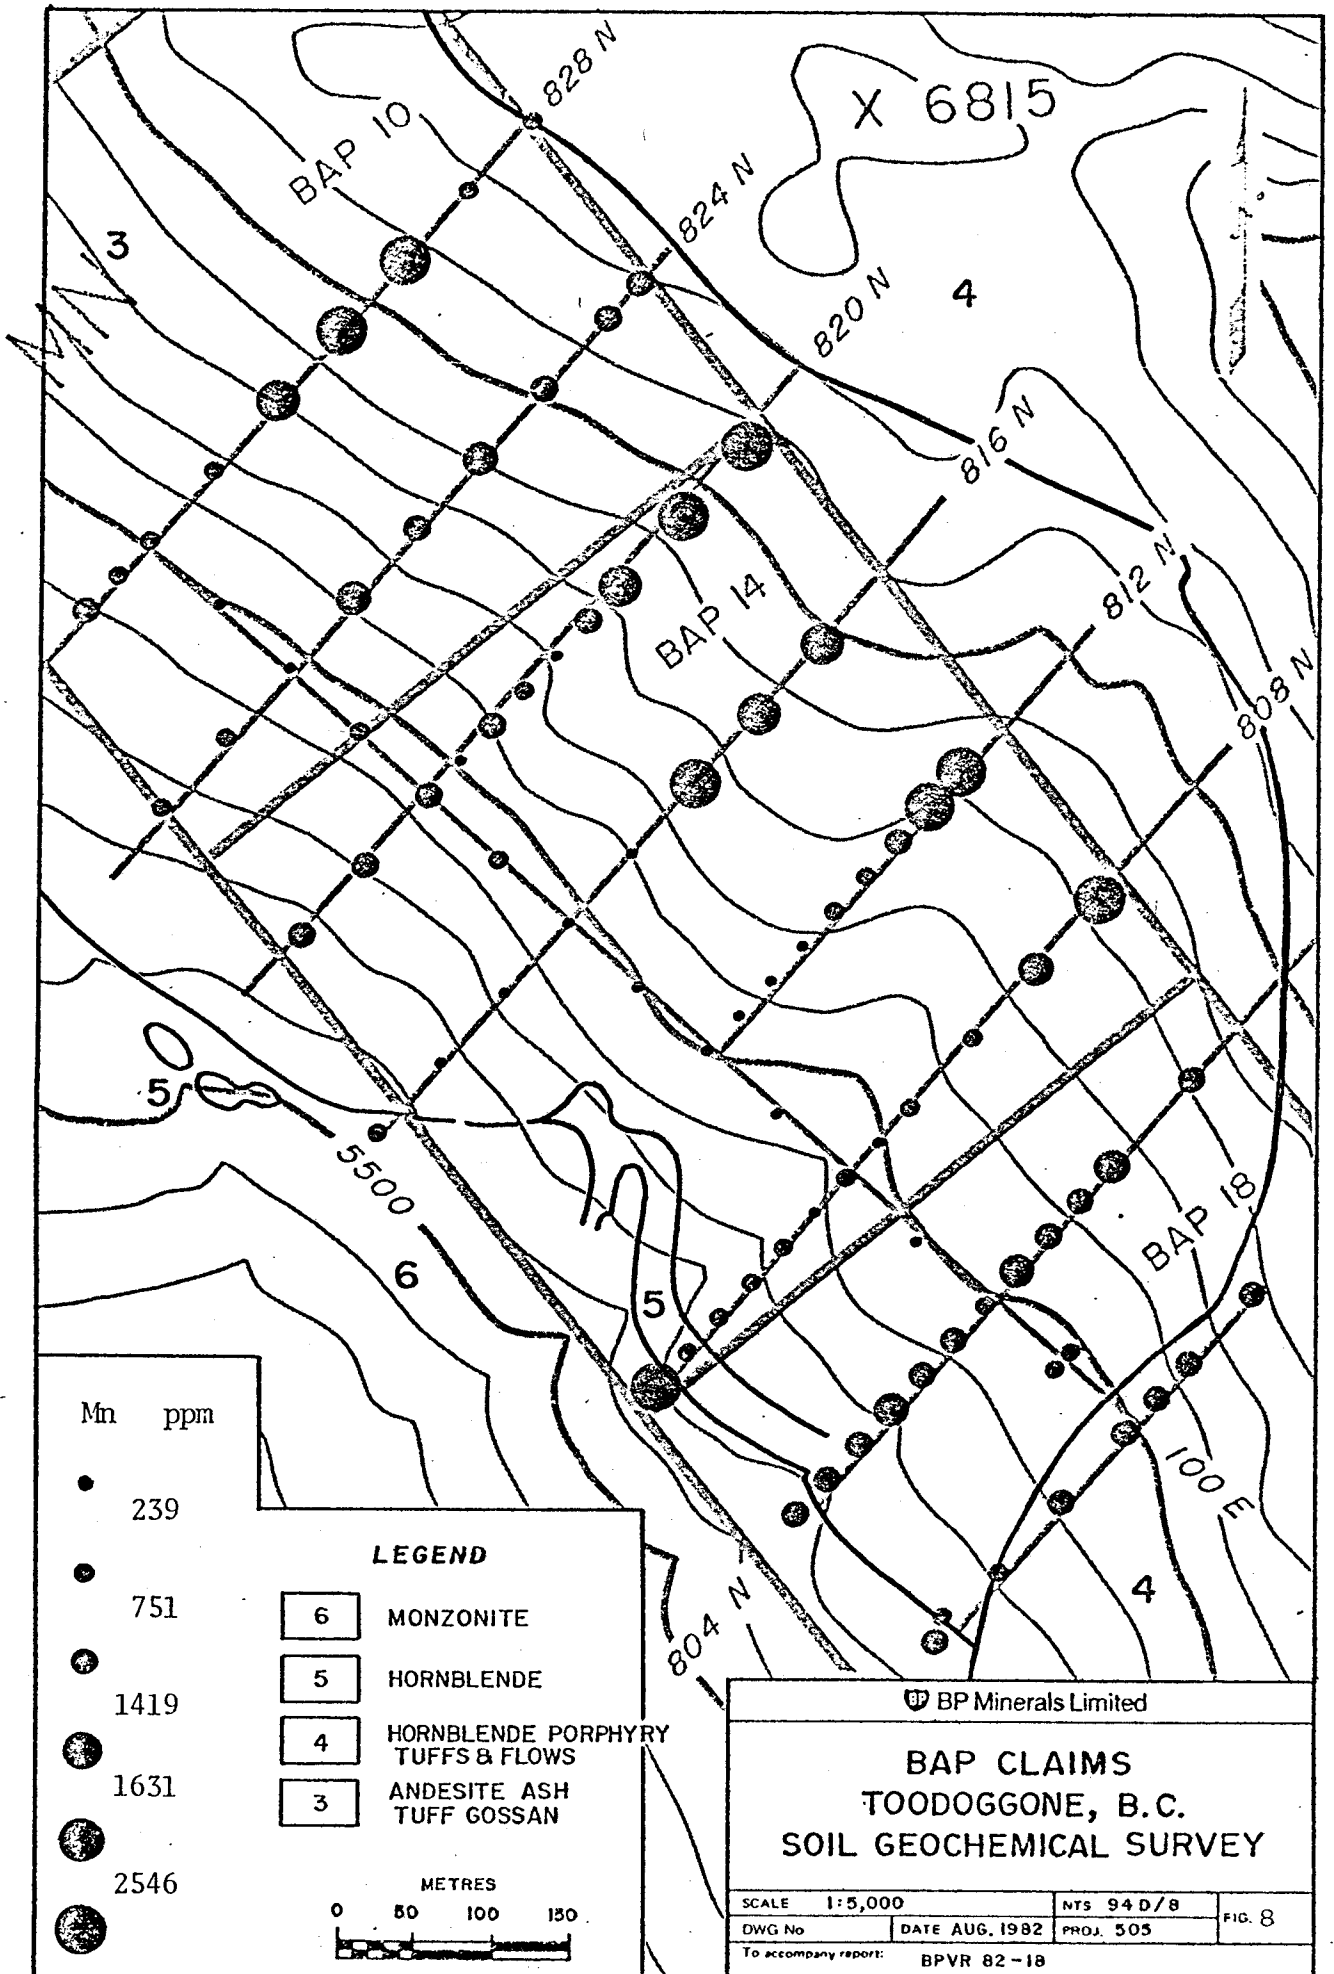 828 N
X 6815
BAP 10
824 N
3
820 N
4
816 N
812 N
BAP 14
808 N
5
5500
BAP 18
6
5
100 E
4
804 N
Mn ppm
239
751
1419
1631
2546
LEGEND
6 MONZONITE
5 HORNBLENDE
4 HORNBLENDE PORPHYRY
TUFFS & FLOWS
3 ANDESITE ASH
TUFF GOSSAN
METRES
0 50 100 150
BP BP Minerals Limited
BAP CLAIMS
TOODOGGONE, B.C.
SOIL GEOCHEMICAL SURVEY
SCALE 1:5,000 NTS 94 D/8 FIG. 8
DWG No DATE AUG. 1982 PROJ. 505
To accompany report: BPVR 82-18